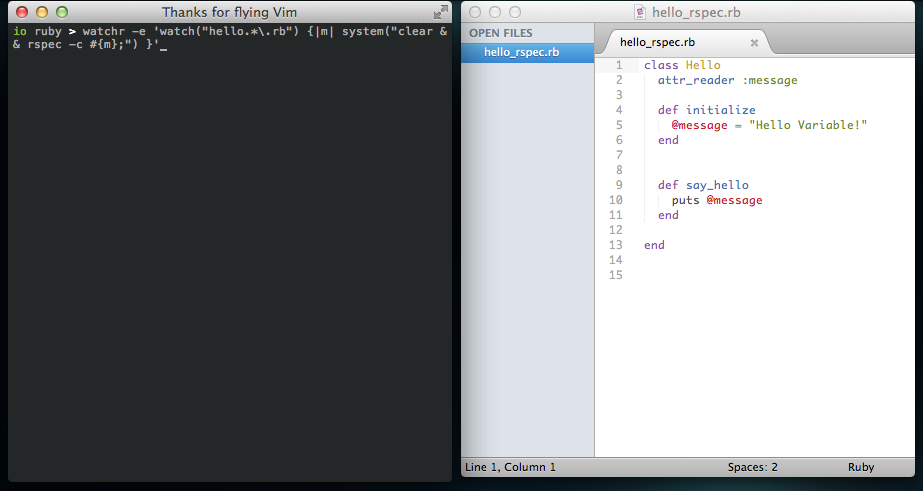 Thanks for flying Vim
io ruby > watchr -e 'watch("hello.*\.rb") {|m| system("clear &
& rspec -c #{m};") }'_
hello_rspec.rb
OPEN FILES
hello_rspec.rb
hello_rspec.rb ×
1 class Hello
2   attr_reader :message
3
4   def initialize
5     @message = "Hello Variable!"
6   end
7
8
9   def say_hello
10     puts @message
11   end
12
13 end
14
15
Line 1, Column 1
Spaces: 2
Ruby